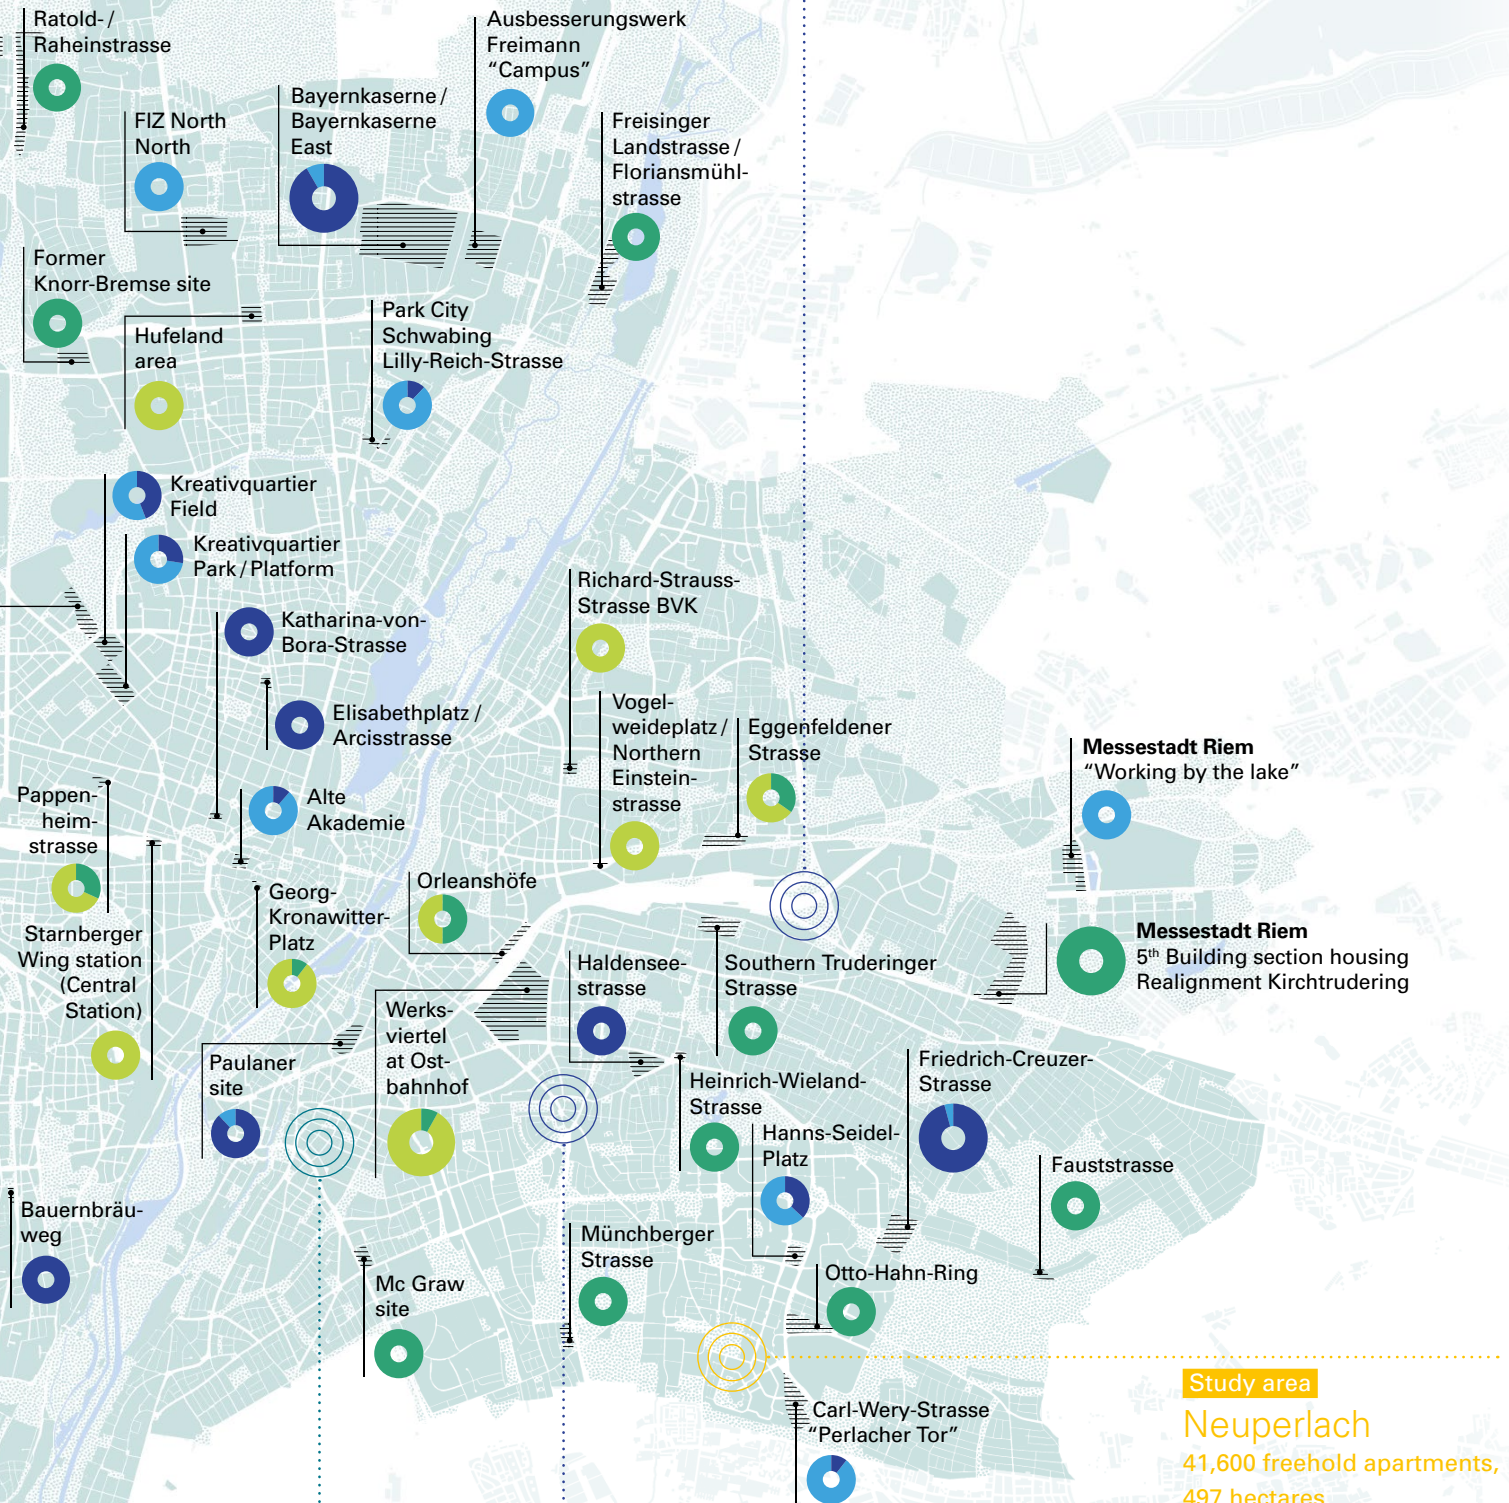 Ratold- /
Raheinstrasse
Ausbesserungswerk
Freimann
“Campus”
Bayernkaserne /
Bayernkaserne
East
FIZ North
North
Freisinger
Landstrasse /
Floriansmühl-
strasse
Former
Knorr-Bremse site
Hufeland
area
Park City
Schwabing
Lilly-Reich-Strasse
Kreativquartier
Field
Kreativquartier
Park / Platform
Katharina-von-
Bora-Strasse
Richard-Strauss-
Strasse BVK
Elisabethplatz /
Arcisstrasse
Vogel-
weideplatz /
Northern
Einstein-
strasse
Eggenfeldener
Strasse
Messestadt Riem
“Working by the lake”
Pappen-
heim-
strasse
Alte
Akademie
Georg-
Kronawitter-
Platz
Orleanshöfe
Starnberger
Wing station
(Central
Station)
Haldensee-
strasse
Southern Truderinger
Strasse
Messestadt Riem
5th Building section housing
Realignment Kirchtrudering
Werks-
viertel
at Ost-
bahnhof
Paulaner
site
Heinrich-Wieland-
Strasse
Friedrich-Creuzer-
Strasse
Hanns-Seidel-
Platz
Fauststrasse
Bauernbräu-
weg
Münchberger
Strasse
Mc Graw
site
Otto-Hahn-Ring
Carl-Wery-Strasse
“Perlacher Tor”
Study area
Neuperlach
41,600 freehold apartments,
497 hectares